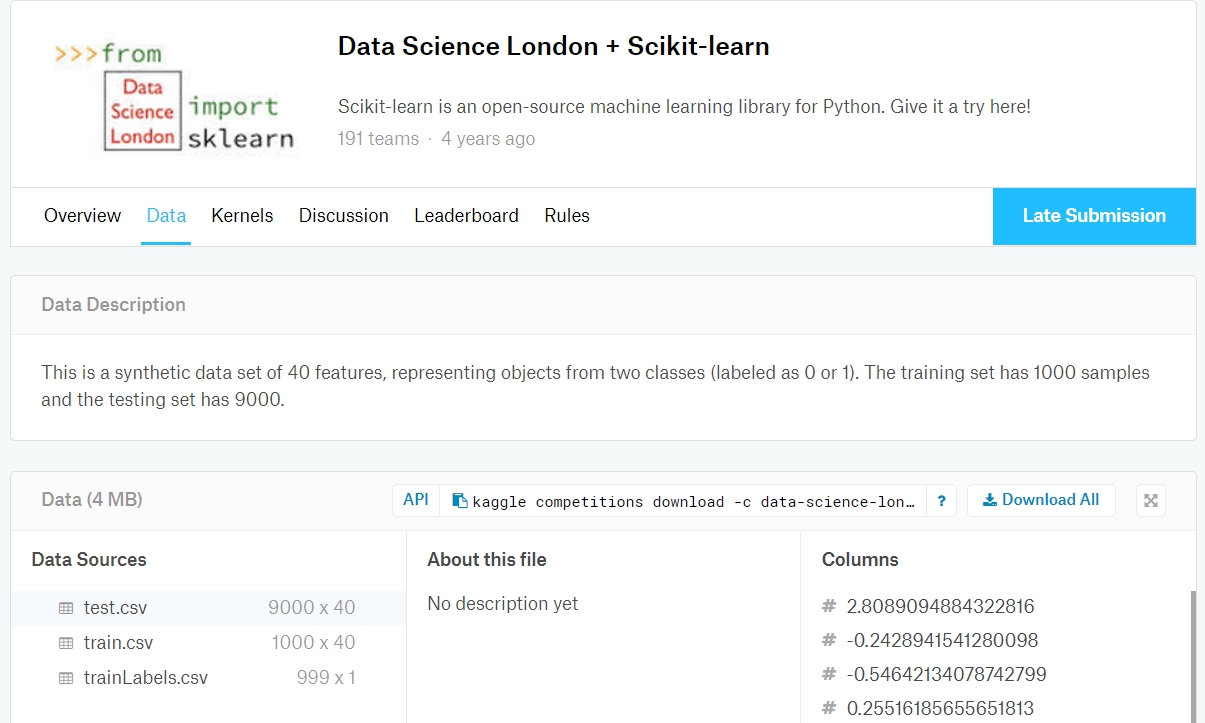 >>>from
Data
Science
London
import
sklearn
Data Science London + Scikit-learn
Scikit-learn is an open-source machine learning library for Python. Give it a try here!
191 teams · 4 years ago
Overview Data Kernels Discussion Leaderboard Rules Late Submission
Data Description
This is a synthetic data set of 40 features, representing objects from two classes (labeled as 0 or 1). The training set has 1000 samples
and the testing set has 9000.
Data (4 MB) API kaggle competitions download -c data-science-lon… ? Download All
Data Sources
test.csv 9000 x 40
train.csv 1000 x 40
trainLabels.csv 999 x 1
About this file
No description yet
Columns
# 2.8089094884322816
# -0.2428941541280098
# -0.54642134078742799
# 0.25516185655651813